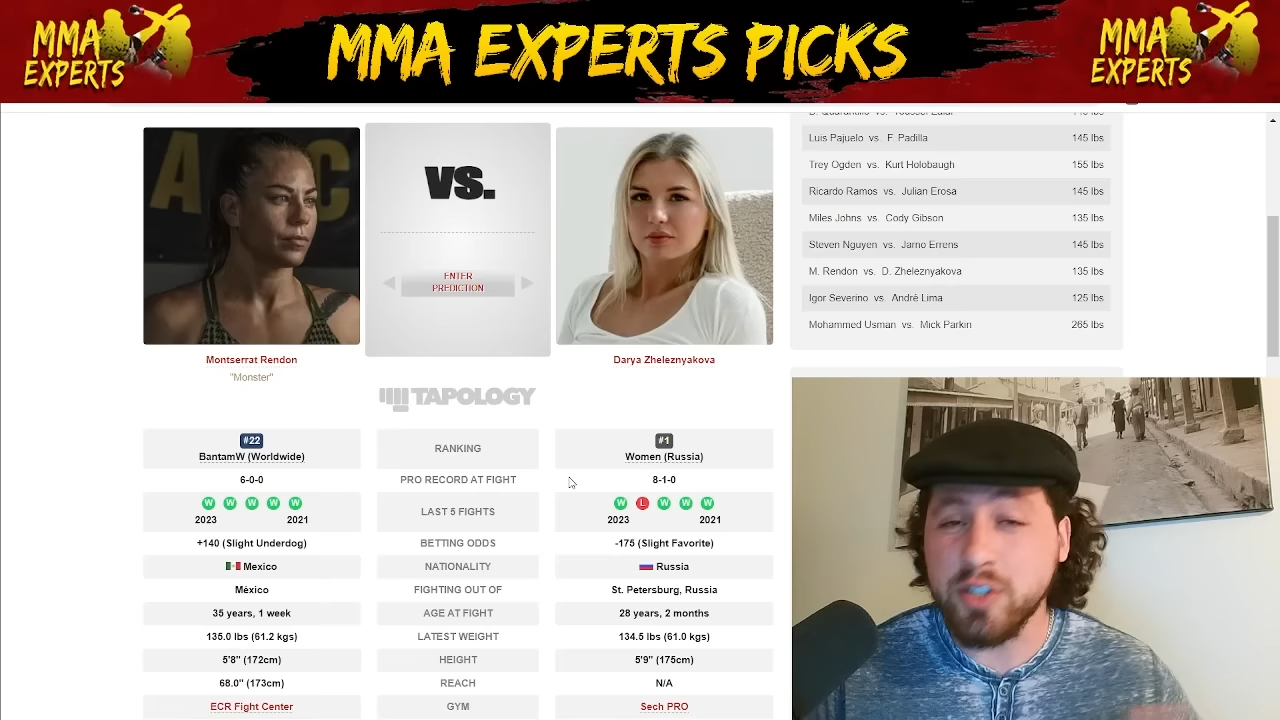 MMA
EXPERTS
MMA EXPERTS PICKS
MMA
EXPERTS
VS.
ENTER
PREDICTION
Montserrat Rendon
"Monster"
Darya Zheleznyakova
TAPOLOGY
#22
BantamW (Worldwide)
RANKING
#1
Women (Russia)
6-0-0
PRO RECORD AT FIGHT
8-1-0
W W W W W
2023 2021
LAST 5 FIGHTS
W L W W W
2023 2021
+140 (Slight Underdog)
BETTING ODDS
-175 (Slight Favorite)
Mexico
NATIONALITY
Russia
México
FIGHTING OUT OF
St. Petersburg, Russia
35 years, 1 week
AGE AT FIGHT
28 years, 2 months
135.0 lbs (61.2 kgs)
LATEST WEIGHT
134.5 lbs (61.0 kgs)
5'8" (172cm)
HEIGHT
5'9" (175cm)
68.0" (173cm)
REACH
N/A
ECR Fight Center
GYM
Sech PRO
Luis Pajuelo vs. F. Padilla 145 lbs
Trey Ogden vs. Kurt Holobaugh 155 lbs
Ricardo Ramos vs. Julian Erosa 145 lbs
Miles Johns vs. Cody Gibson 135 lbs
Steven Nguyen vs. Jarno Errens 145 lbs
M. Rendon vs. D. Zheleznyakova 135 lbs
Igor Severino vs. André Lima 125 lbs
Mohammed Usman vs. Mick Parkin 265 lbs